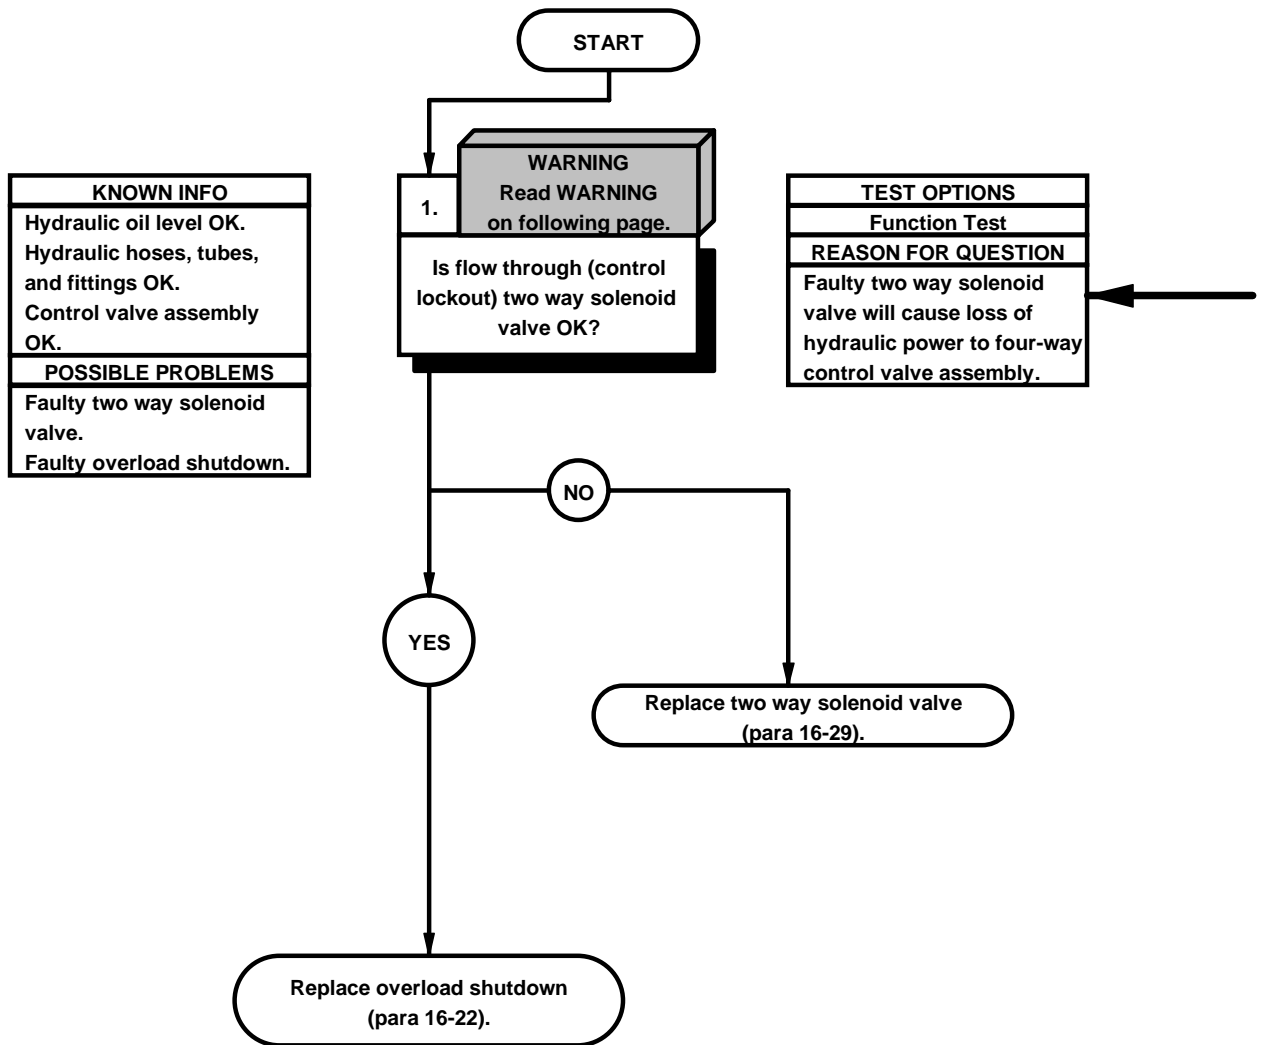 START
KNOWN INFO
Hydraulic oil level OK.
Hydraulic hoses, tubes,
and fittings OK.
Control valve assembly
OK.
POSSIBLE PROBLEMS
Faulty two way solenoid
valve.
Faulty overload shutdown.
1.
WARNING
Read WARNING
on following page.
Is flow through (control
lockout) two way solenoid
valve OK?
TEST OPTIONS
Function Test
REASON FOR QUESTION
Faulty two way solenoid
valve will cause loss of
hydraulic power to four-way
control valve assembly.
NO
YES
Replace two way solenoid valve
(para 16-29).
Replace overload shutdown
(para 16-22).